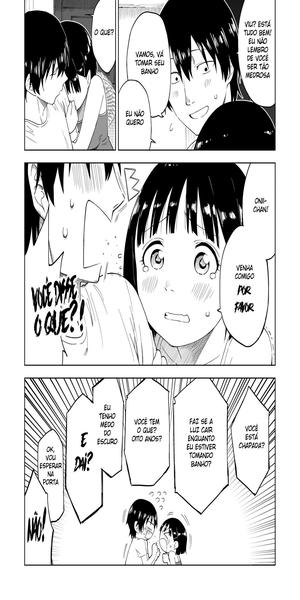 VIU? ESTÁ
TUDO BEM!
EU NÃO
LEMBRO
DE VOCÊ
SER TÃO
MEDROSA
VAMOS, VÁ
TOMAR SEU
BANHO
O QUE?
EU NÃO
QUERO
ONI-
CHAN!
VENHA
COMIGO
POR
FAVOR
VOCÊ DISSE
O QUE?!
VOCÊ
ESTÁ
CHAPADA?
FAZ SE A
LUZ CAIR
ENQUANTO
EU ESTIVER
TOMANDO
BANHO?
VOCÊ TEM
O QUE?
OITO ANOS?
EU
TENHO
MEDO DO
ESCURO
E
DAÍ?
OK,
VOU
ESPERAR
NA
PORTA
NÃO!